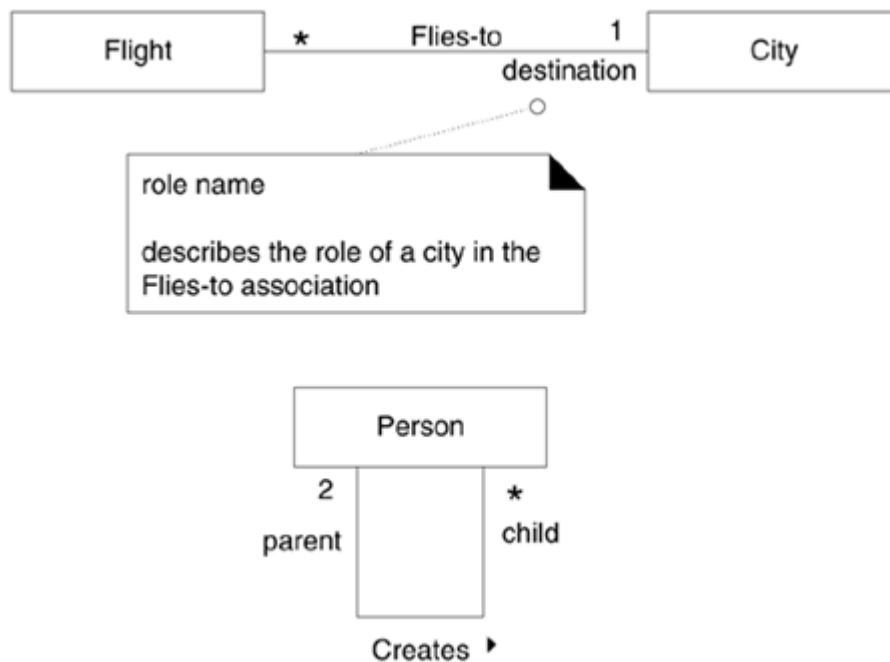 Flight
*
Flies-to
1
City
destination
role name
describes the role of a city in the
Flies-to association
Person
2
*
parent
child
Creates